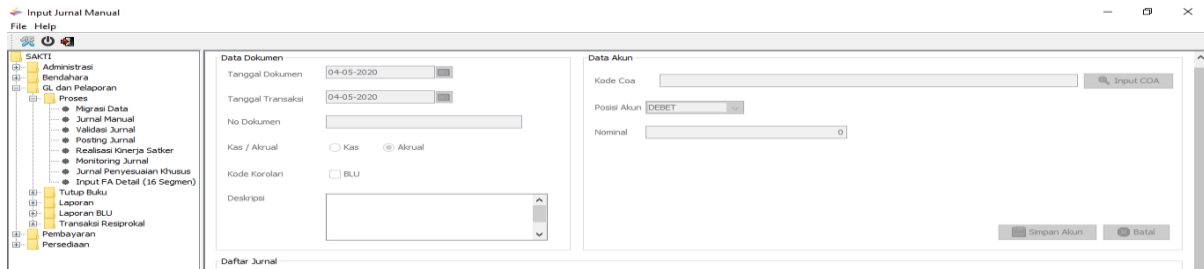 Input Jurnal Manual
File Help
SAKTI
Administrasi
Bendahara
GL dan Pelaporan
Proses
Migrasi Data
Jurnal Manual
Validasi Jurnal
Posting Jurnal
Realisasi Kinerja Satker
Monitoring Jurnal
Jurnal Penyesuaian Khusus
Input FA Detail (16 Segmen)
Tutup Buku
Laporan
Laporan BLU
Transaksi Resiprokal
Pembayaran
Persediaan
Data Dokumen
Tanggal Dokumen 04-05-2020
Tanggal Transaksi 04-05-2020
No Dokumen
Kas / Akrual Kas Akrual
Kode Korolari BLU
Deskripsi
Data Akun
Kode Coa Input COA
Posisi Akun DEBET
Nominal 0
Simpan Akun Batal
Daftar Jurnal